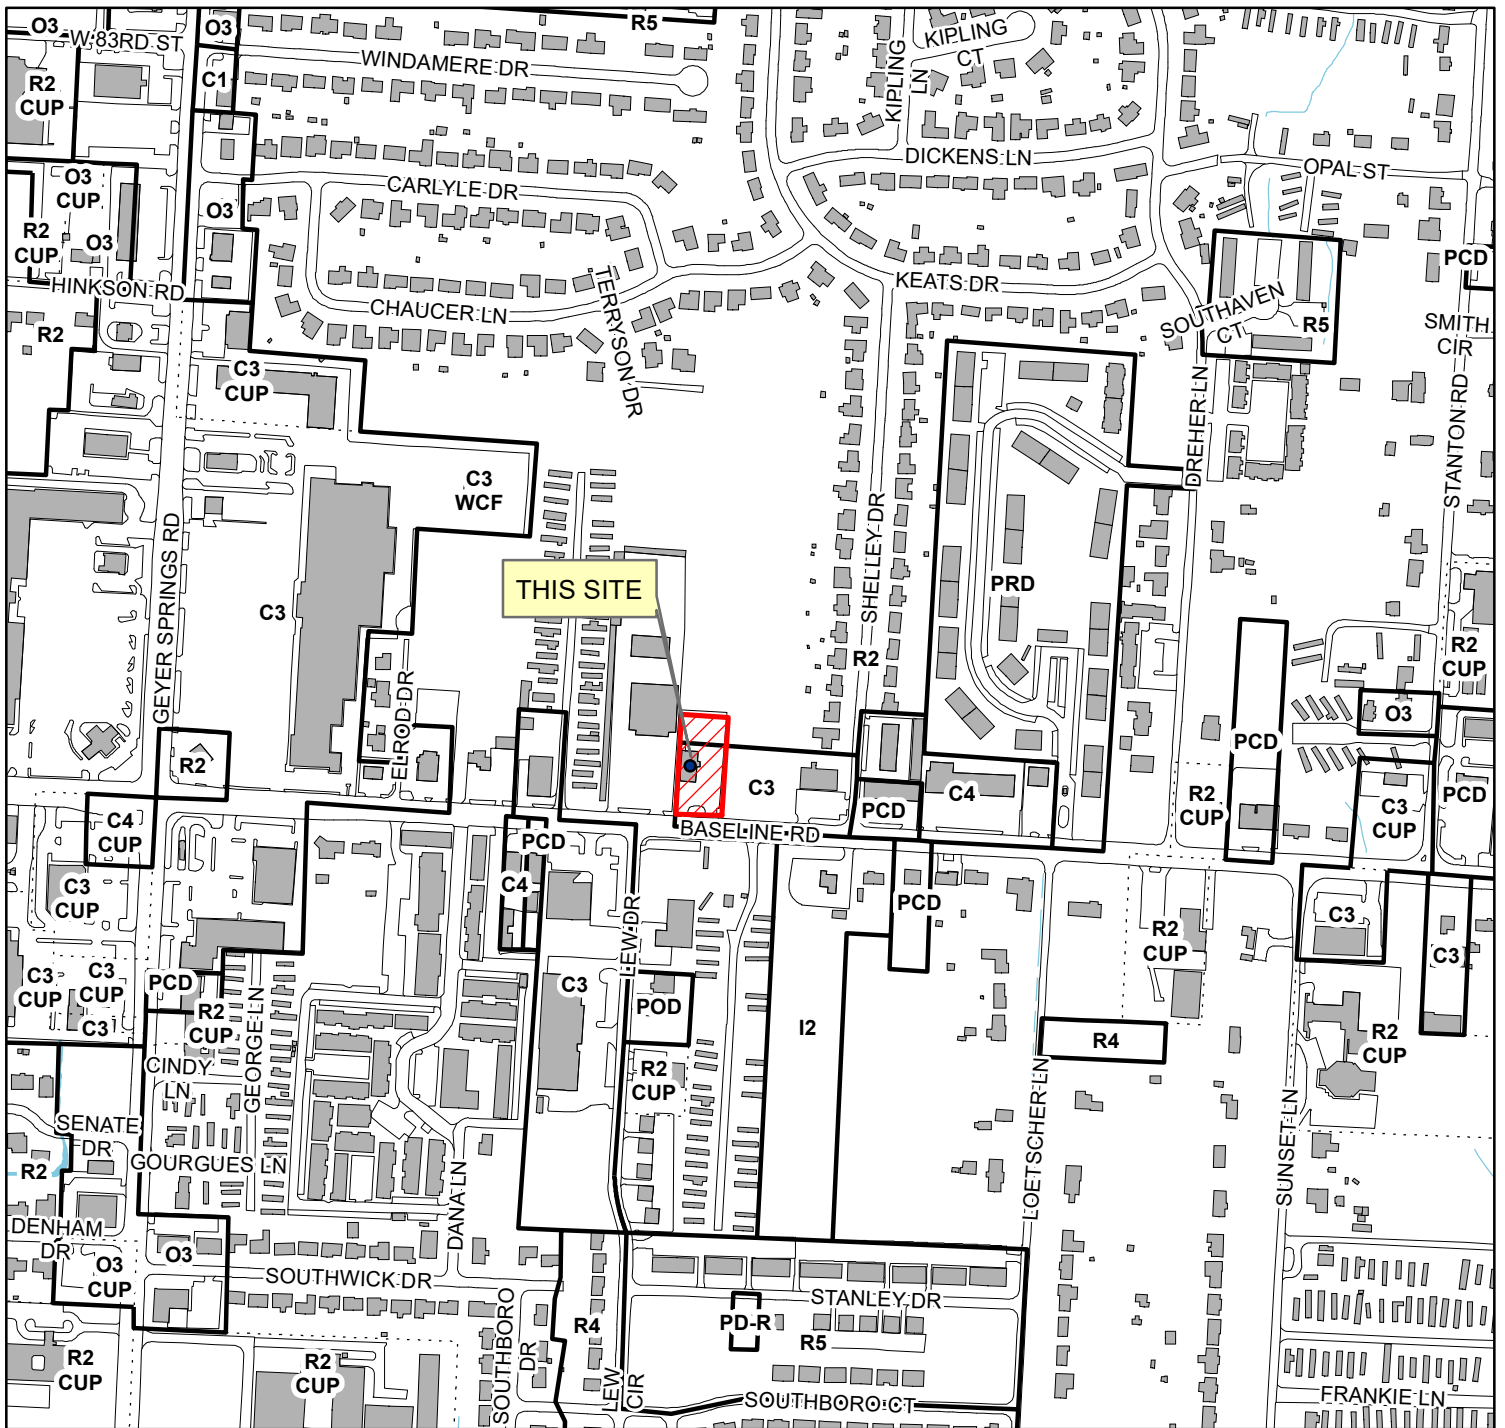 O3
W 83RD ST
O3
R5
WINDAMERE DR
KIPLING
LN
KIPLING
CT
R2
CUP
C1
DICKENS LN
OPAL ST
O3
CUP
CARLYLE DR
O3
R2
CUP
O3
PCD
HINKSON RD
KEATS DR
TERRYSON DR
CHAUCER LN
SOUTHAVEN
CT
R5
SMITH
CIR
R2
C3
CUP
DREHER LN
STANTON RD
C3
WCF
GEYER SPRINGS RD
SHELLEY DR
THIS SITE
PRD
C3
R2
R2
CUP
ELROD DR
O3
PCD
R2
C3
C4
PCD
R2
CUP
C3
CUP
PCD
C4
CUP
BASELINE RD
PCD
C3
CUP
C4
PCD
LEW DR
C3
R2
CUP
C3
C3
CUP
C3
CUP
C3
PCD
R2
CUP
GEORGE LN
C3
POD
I2
R4
R2
CUP
CINDY
LN
R2
CUP
SENATE
DR
GOURGUES LN
R2
DANA LN
LOETSCHER LN
SUNSET LN
DENHAM
DR
O3
O3
CUP
SOUTHWICK DR
STANLEY DR
SOUTHBORO
DR
R4
PD-R
R5
R2
CUP
R2
CUP
LEW
CIR
SOUTHBORO CT
FRANKIE LN